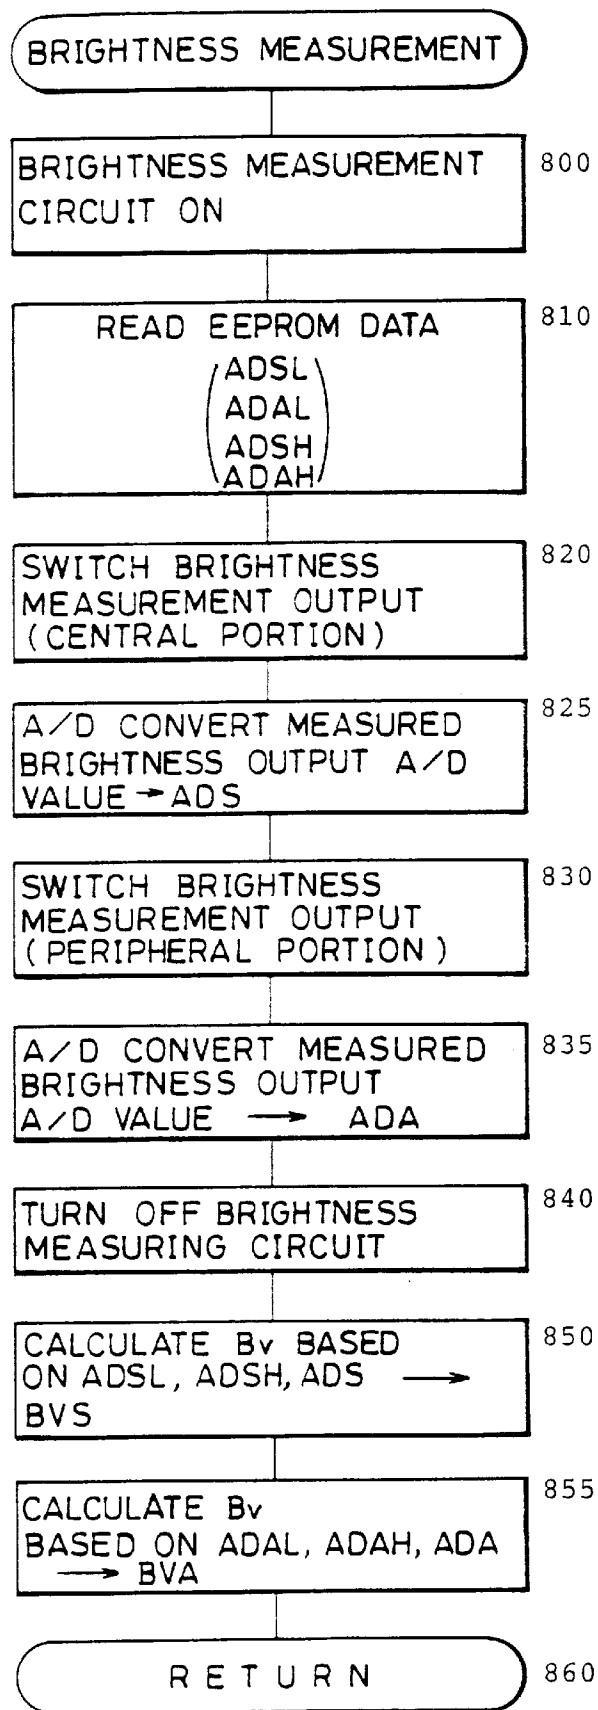 BRIGHTNESS MEASUREMENT
BRIGHTNESS MEASUREMENT 800
CIRCUIT ON
READ EEPROM DATA 810
ADSL
ADAL
ADSH
ADAH
SWITCH BRIGHTNESS 820
MEASUREMENT OUTPUT
(CENTRAL PORTION)
A/D CONVERT MEASURED 825
BRIGHTNESS OUTPUT A/D
VALUE → ADS
SWITCH BRIGHTNESS 830
MEASUREMENT OUTPUT
(PERIPHERAL PORTION)
A/D CONVERT MEASURED 835
BRIGHTNESS OUTPUT
A/D VALUE → ADA
TURN OFF BRIGHTNESS 840
MEASURING CIRCUIT
CALCULATE Bv BASED 850
ON ADSL, ADSH, ADS →
BVS
CALCULATE Bv 855
BASED ON ADAL, ADAH, ADA
→ BVA
RETURN 860